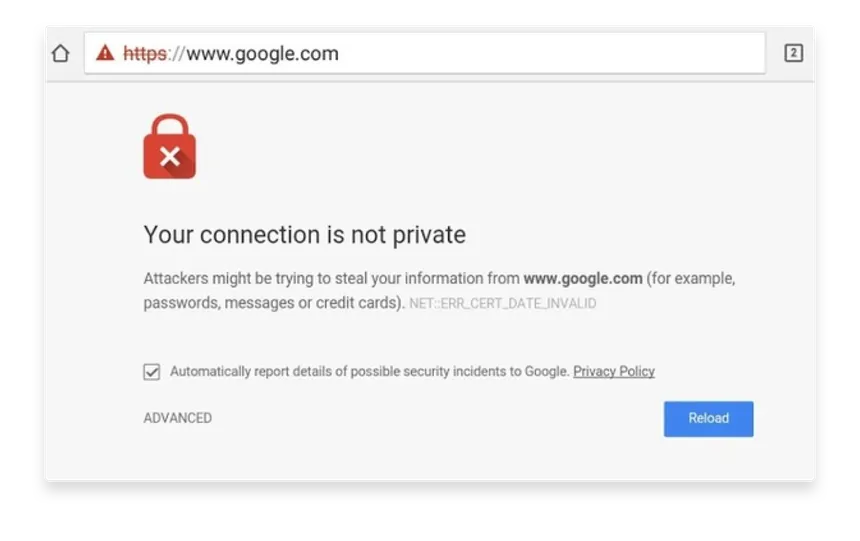 https://www.google.com
2
Your connection is not private
Attackers might be trying to steal your information from www.google.com (for example,
passwords, messages or credit cards). NET::ERR_CERT_DATE_INVALID
Automatically report details of possible security incidents to Google. Privacy Policy
ADVANCED
Reload